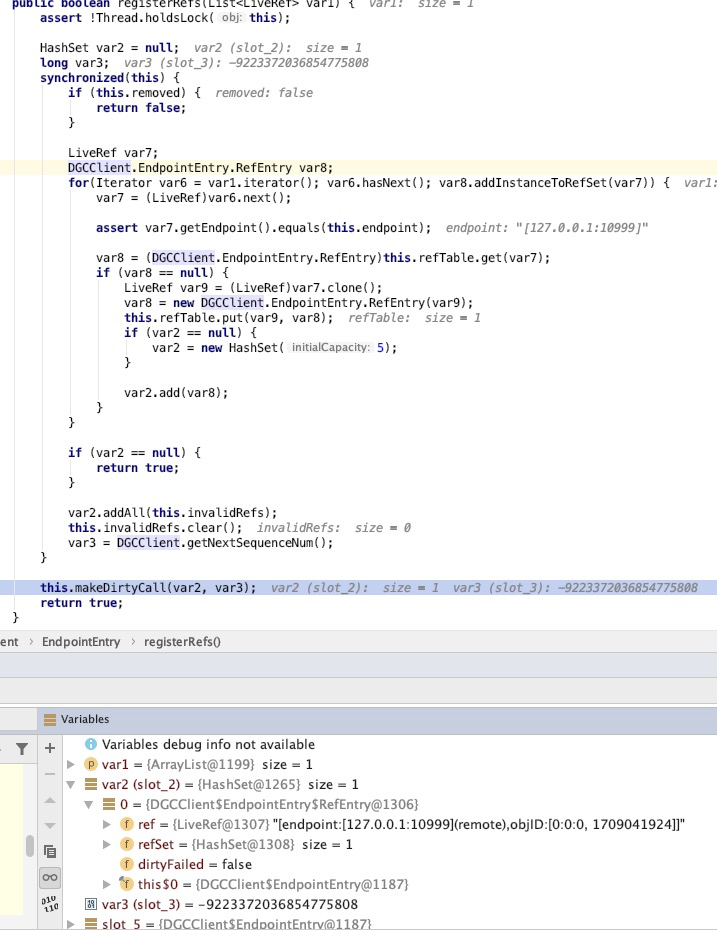 public boolean registerRefs(List<LiveRef> var1) {  var1:  size = 1
assert !Thread.holdsLock( obj: this);
HashSet var2 = null;  var2 (slot_2):  size = 1
long var3;  var3 (slot_3): -9223372036854775808
synchronized(this) {
if (this.removed) {  removed: false
return false;
}
LiveRef var7;
DGCClient.EndpointEntry.RefEntry var8;
for(Iterator var6 = var1.iterator(); var6.hasNext(); var8.addInstanceToRefSet(var7)) {  var1:
var7 = (LiveRef)var6.next();
assert var7.getEndpoint().equals(this.endpoint);  endpoint: "[127.0.0.1:10999]"
var8 = (DGCClient.EndpointEntry.RefEntry)this.refTable.get(var7);
if (var8 == null) {
LiveRef var9 = (LiveRef)var7.clone();
var8 = new DGCClient.EndpointEntry.RefEntry(var9);
this.refTable.put(var9, var8);  refTable:  size = 1
if (var2 == null) {
var2 = new HashSet( initialCapacity: 5);
}
var2.add(var8);
}
}
if (var2 == null) {
return true;
}
var2.addAll(this.invalidRefs);
this.invalidRefs.clear();  invalidRefs:  size = 0
var3 = DGCClient.getNextSequenceNum();
}
this.makeDirtyCall(var2, var3);  var2 (slot_2):  size = 1  var3 (slot_3): -9223372036854775808
return true;
}
ent › EndpointEntry › registerRefs()
Variables
Variables debug info not available
var1 = {ArrayList@1199} size = 1
var2 (slot_2) = {HashSet@1265} size = 1
0 = {DGCClient$EndpointEntry$RefEntry@1306}
ref = {LiveRef@1307} "[endpoint:[127.0.0.1:10999](remote),objID:[0:0:0, 1709041924]]"
refSet = {HashSet@1308} size = 1
dirtyFailed = false
this$0 = {DGCClient$EndpointEntry@1187}
var3 (slot_3) = -9223372036854775808
slot_5 = {DGCClient$EndpointEntry@1187}